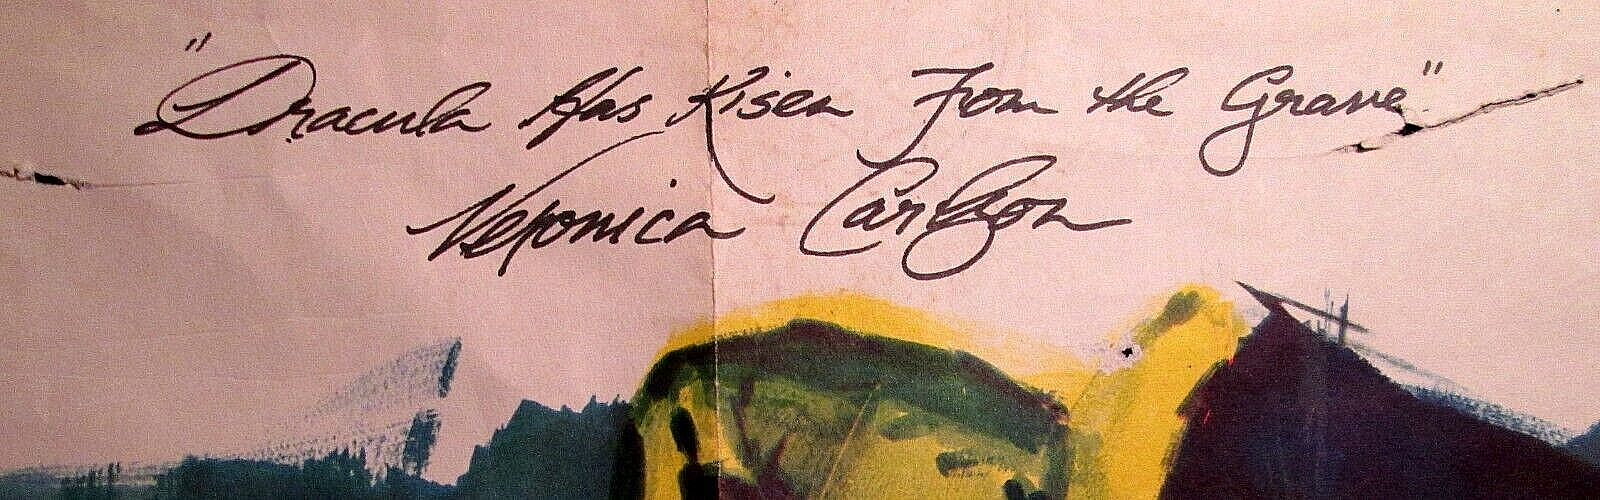 "Dracula Has Risen From the Grave"
Veronica Carlson